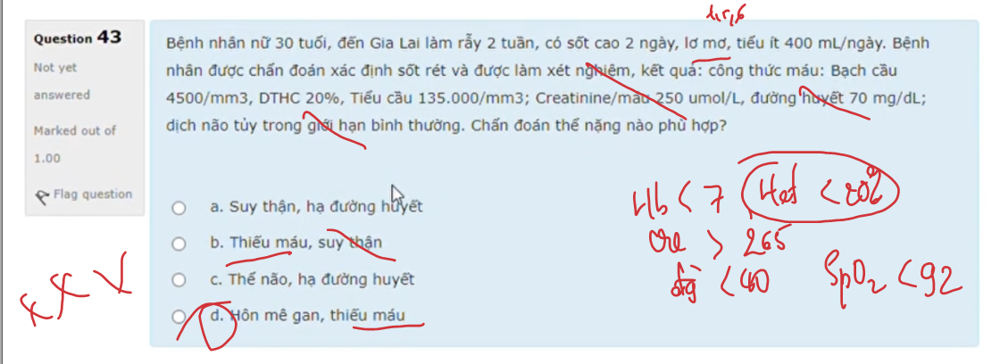 Question 43
Not yet
answered
Marked out of
1.00
Flag question
Bệnh nhân nữ 30 tuổi, đến Gia Lai làm rẫy 2 tuần, có sốt cao 2 ngày, lơ mơ, tiểu ít 400 mL/ngày. Bệnh
nhân được chẩn đoán xác định sốt rét và được làm xét nghiệm, kết quả: công thức máu: Bạch cầu
4500/mm3, DTHC 20%, Tiểu cầu 135.000/mm3; Creatinine/máu 250 umol/L, đường huyết 70 mg/dL;
dịch não tủy trong giới hạn bình thường. Chẩn đoán thể nặng nào phù hợp?
a. Suy thận, hạ đường huyết
b. Thiếu máu, suy thận
c. Thể não, hạ đường huyết
d. Hôn mê gan, thiếu máu
Hb < 7 Hct < 20%
Cre > 265
đg < 40
SpO2 < 92